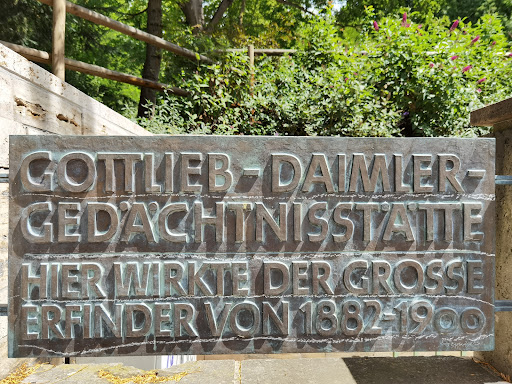 GOTTLIEB-DAIMLER-
GEDÄCHTNISSTÄTTE
HIER WIRKTE DER GROSSE
ERFINDER VON 1882-1900